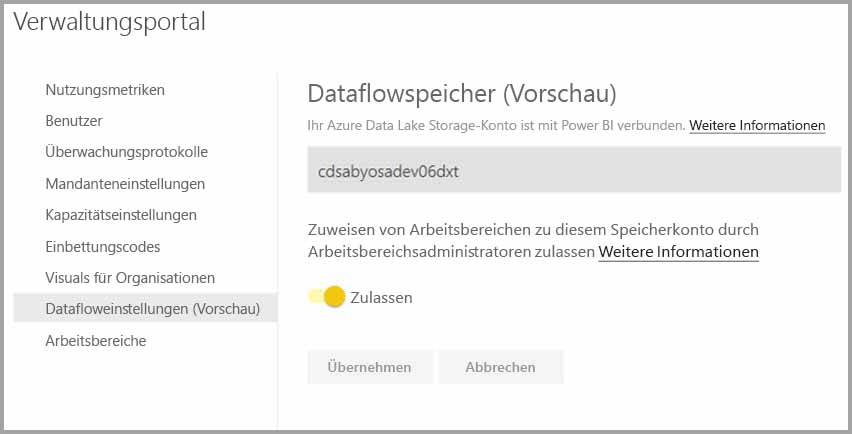 Verwaltungsportal
Nutzungsmetriken
Benutzer
Überwachungsprotokolle
Mandanteneinstellungen
Kapazitätseinstellungen
Einbettungscodes
Visuals für Organisationen
Datafloweinstellungen (Vorschau)
Arbeitsbereiche
Dataflowspeicher (Vorschau)
Ihr Azure Data Lake Storage-Konto ist mit Power BI verbunden. Weitere Informationen
cdsabyosadev06dxt
Zuweisen von Arbeitsbereichen zu diesem Speicherkonto durch
Arbeitsbereichsadministratoren zulassen Weitere Informationen
Zulassen
Übernehmen Abbrechen